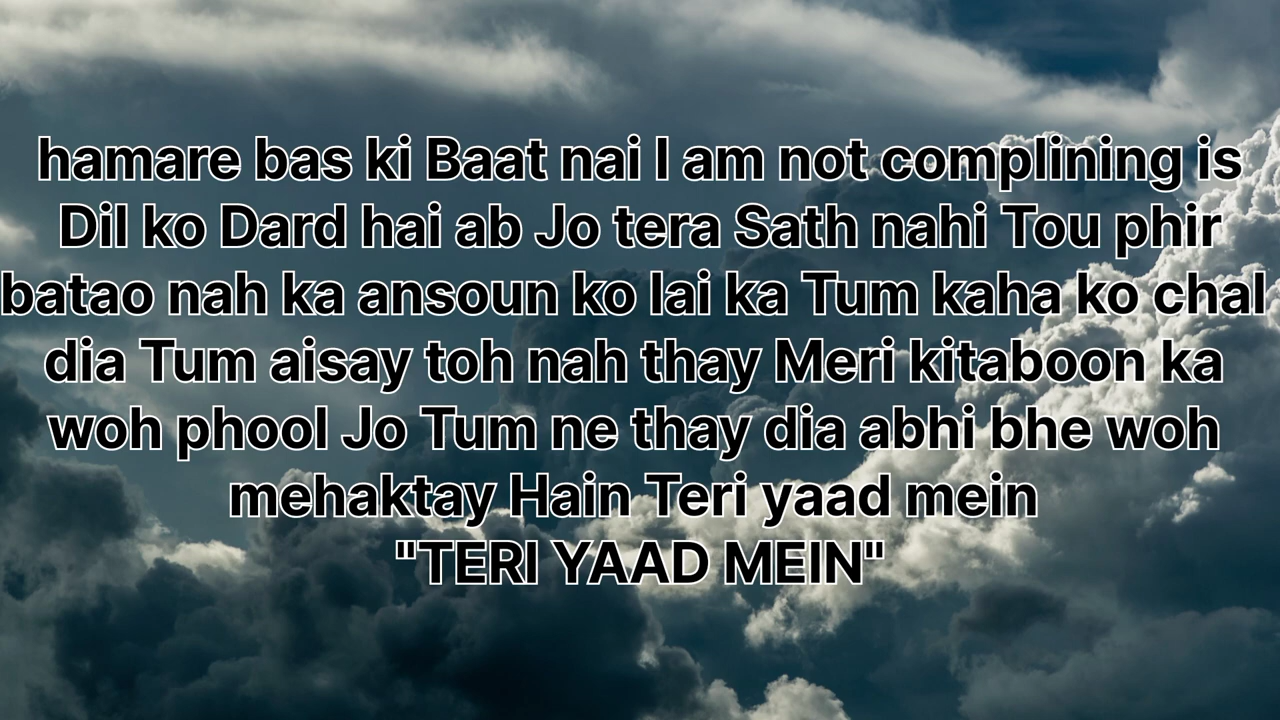 hamare bas ki Baat nai I am not complining is
Dil ko Dard hai ab Jo tera Sath nahi Tou phir
batao nah ka ansoun ko lai ka Tum kaha ko chal
dia Tum aisay toh nah thay Meri kitaboon ka
woh phool Jo Tum ne thay dia abhi bhe woh
mehaktay Hain Teri yaad mein
"TERI YAAD MEIN"